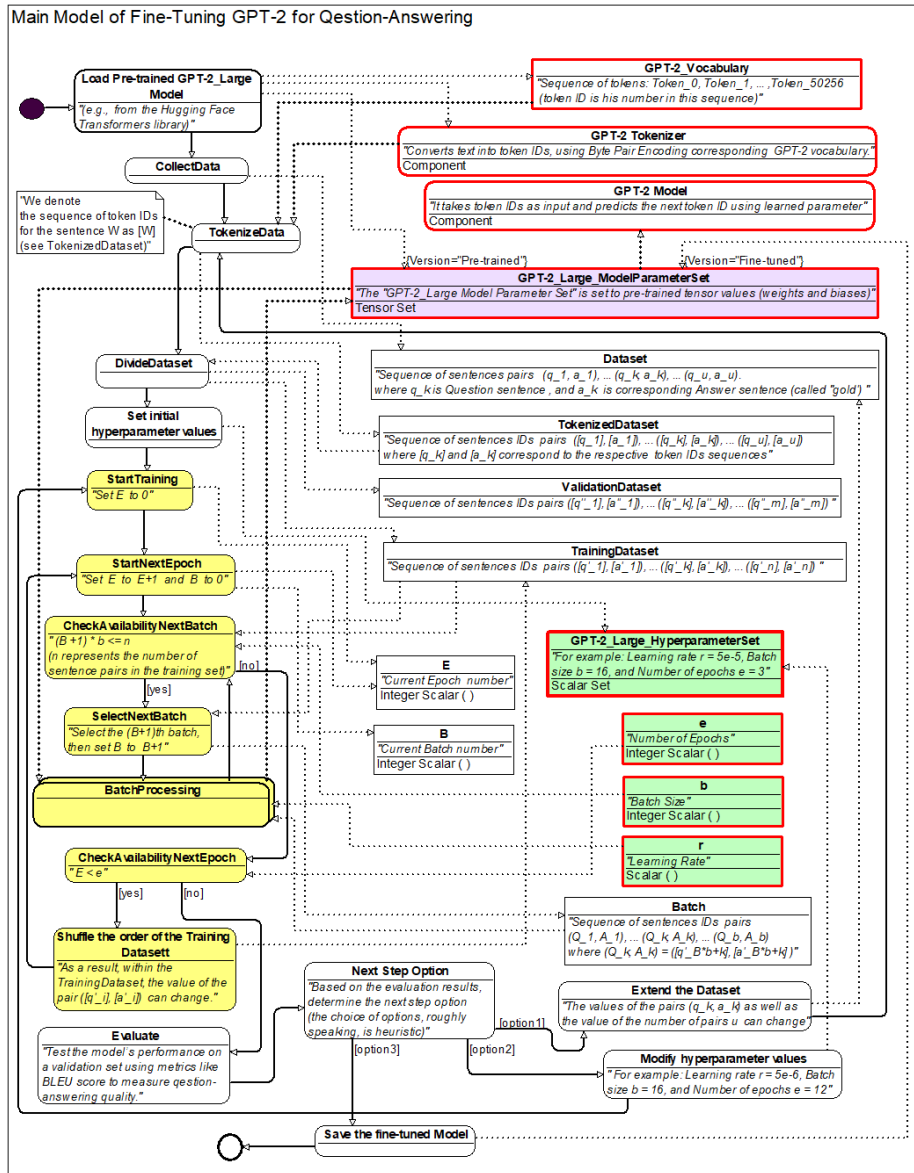 Main Model of Fine-Tuning GPT-2 for Qestion-Answering
Load Pre-trained GPT-2_Large
Model
"(e.g., from the Hugging Face
Transformers library)"
GPT-2_Vocabulary
"Sequence of tokens: Token_0, Token_1, ... ,Token_50256
(token ID is his number in this sequence)"
GPT-2 Tokenizer
"Converts text into token IDs, using Byte Pair Encoding corresponding GPT-2 vocabulary."
Component
CollectData
GPT-2 Model
"It takes token IDs as input and predicts the next token ID using learned parameter"
Component
"We denote
the sequence of token IDs
for the sentence W as [W]
(see TokenizedDataset)"
TokenizeData
{Version="Pre-trained"}
{Version="Fine-tuned"}
GPT-2_Large_ModelParameterSet
"The "GPT-2_Large Model Parameter Set" is set to pre-trained tensor values (weights and biases)"
Tensor Set
DivideDataset
Dataset
"Sequence of sentences pairs (q_1, a_1), ... (q_k, a_k), ... (q_u, a_u).
where q_k is Question sentence , and a_k is corresponding Answer sentence (called "gold') "
Set initial
hyperparameter values
TokenizedDataset
"Sequence of sentences IDs pairs ([q_1], [a_1]), ... ([q_k], [a_k]), ... ([q_u], [a_u])
where [q_k] and [a_k] correspond to the respective token IDs sequences"
StartTraining
"Set E to 0"
ValidationDataset
"Sequence of sentences IDs pairs ([q''_1], [a''_1]), ... ([q''_k], [a''_k]), ... ([q''_m], [a''_m]) "
TrainingDataset
"Sequence of sentences IDs pairs ([q'_1], [a'_1]), ... ([q'_k], [a'_k]), ... ([q'_n], [a'_n]) "
StartNextEpoch
"Set E to E+1 and B to 0"
CheckAvailabilityNextBatch
"(B +1) * b <= n
(n represents the number of
sentence pairs in the training set)"
[no]
[yes]
E
"Current Epoch number"
Integer Scalar ( )
GPT-2_Large_HyperparameterSet
"For example: Learning rate r = 5e-5, Batch
size b = 16, and Number of epochs e = 3"
Scalar Set
SelectNextBatch
"Select the (B+1)th batch,
then set B to B+1"
B
"Current Batch number"
Integer Scalar ( )
e
"Number of Epochs"
Integer Scalar ( )
BatchProcessing
b
"Batch Size"
Integer Scalar ( )
CheckAvailabilityNextEpoch
"E < e"
[yes]
[no]
r
"Learning Rate"
Scalar ( )
Batch
"Sequence of sentences IDs pairs
(Q_1, A_1), ... (Q_k, A_k), ... (Q_b, A_b)
where (Q_k, A_k) = ([q'_B*b+k], [a'_B*b+k] )"
Shuffle the order of the Training
Datasett
"As a result, within the
TrainingDataset, the value of the
pair ([q'_i], [a'_i]) can change."
Next Step Option
"Based on the evaluation results,
determine the next step option
(the choice of options, roughly
speaking, is heuristic)"
[option1]
[option2]
[option3]
Extend the Dataset
"The values of the pairs (q_k, a_k) as well as
the value of the number of pairs u can change"
Evaluate
"Test the model's performance on
a validation set using metrics like
BLEU score to measure qestion-
answering quality."
Modify hyperparameter values
" For example: Learning rate r = 5e-6, Batch
size b = 16, and Number of epochs e = 12"
Save the fine-tuned Model